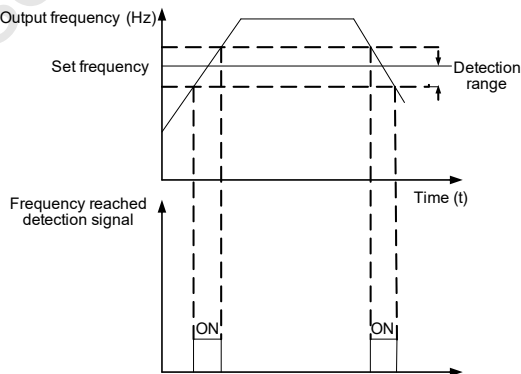 Output frequency (Hz)
Set frequency
Detection
range
Time (t)
Frequency reached
detection signal
ON
ON